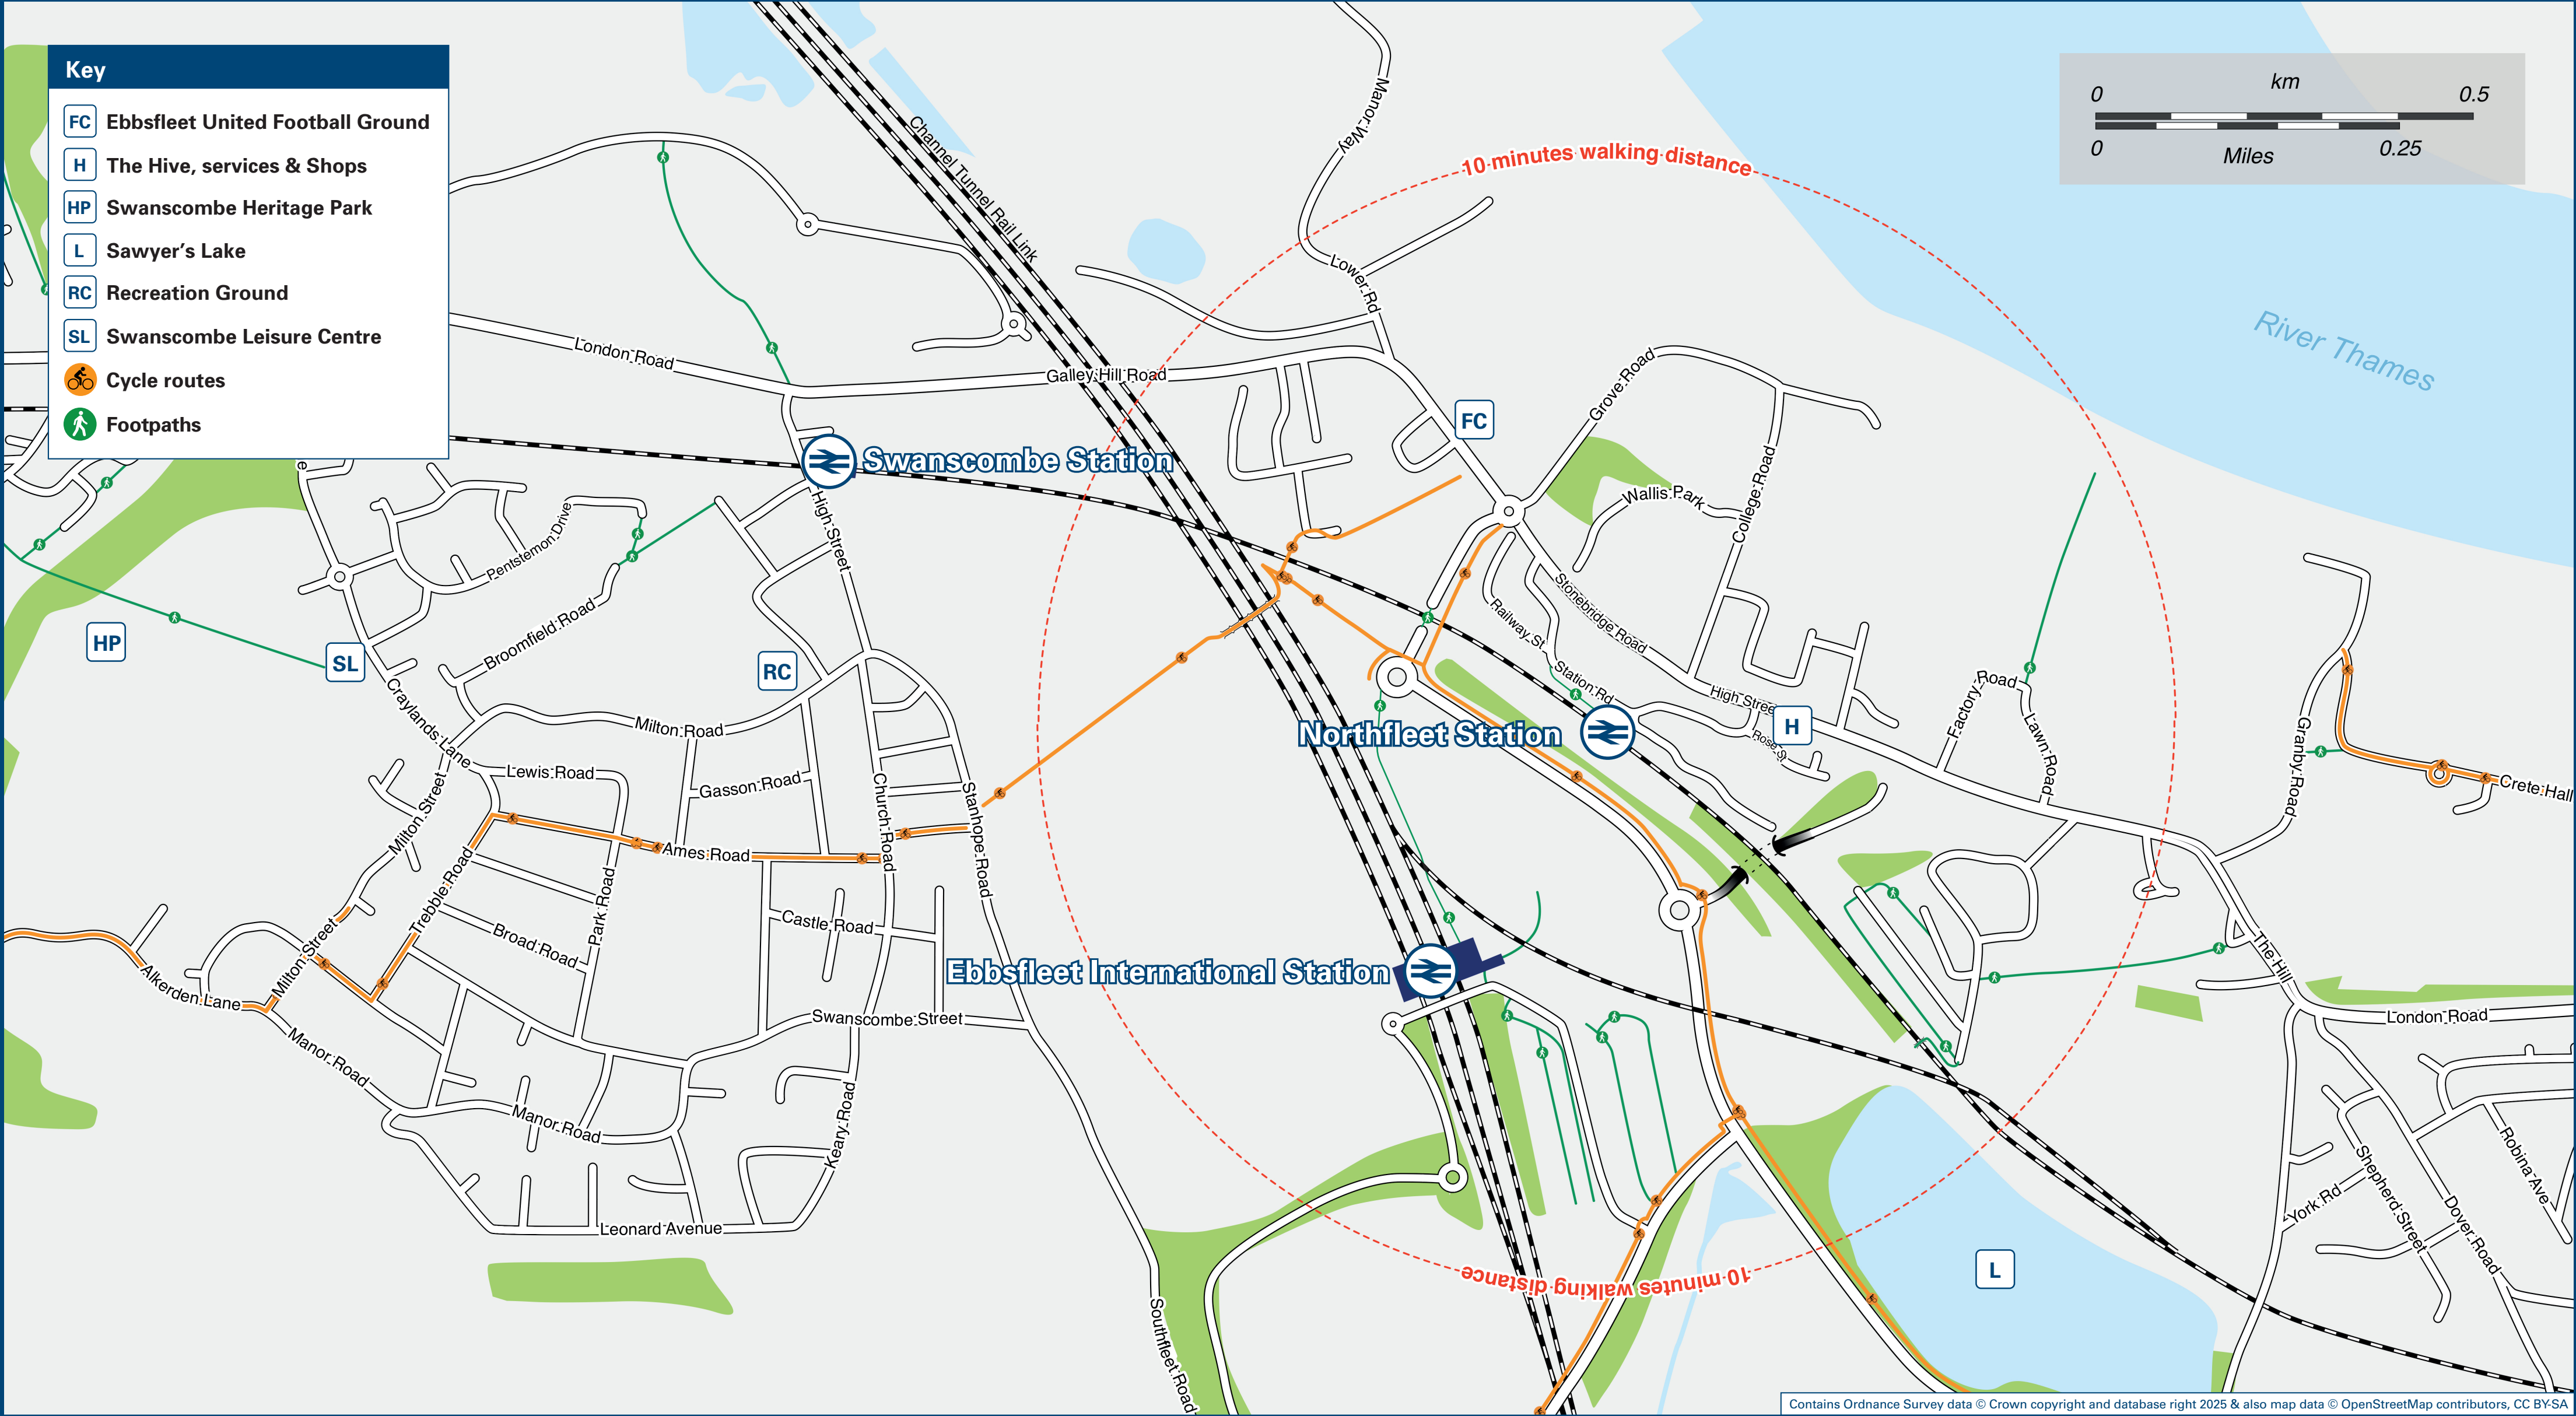 Key
FC Ebbsfleet United Football Ground
H The Hive, services & Shops
HP Swanscombe Heritage Park
L Sawyer's Lake
RC Recreation Ground
SL Swanscombe Leisure Centre
Cycle routes
Footpaths
km
0 0.5
0 0.25
Miles
River Thames
10 minutes walking distance
Manor Way
Channel Tunnel Rail Link
Lower Rd
London Road
Galley Hill Road
Grove Road
FC
Swanscombe Station
High Street
Wallis Park
College Road
Pentstemon Drive
Broomfield Road
Stonebridge Road
Railway St
Station Rd
HP
SL
RC
Craylands Lane
Milton Road
High Stree
H
Rose St
Northfleet Station
Factory Road
Lawn Road
Granby Road
Crete Hall
Lewis Road
Gasson Road
Church Road
Stanhope Road
Milton Street
Ames Road
Trebble Road
Park Road
Castle Road
Broad Road
Milton Street
Alkerden Lane
Ebbsfleet International Station
The Hill
London Road
Swanscombe Street
Manor Road
Manor Road
Keary Road
Leonard Avenue
Southfleet Road
10 minutes walking distance
L
York Rd
Shepherd Street
Dover Road
Robina Ave
Contains Ordnance Survey data © Crown copyright and database right 2025 & also map data © OpenStreetMap contributors, CC BY-SA